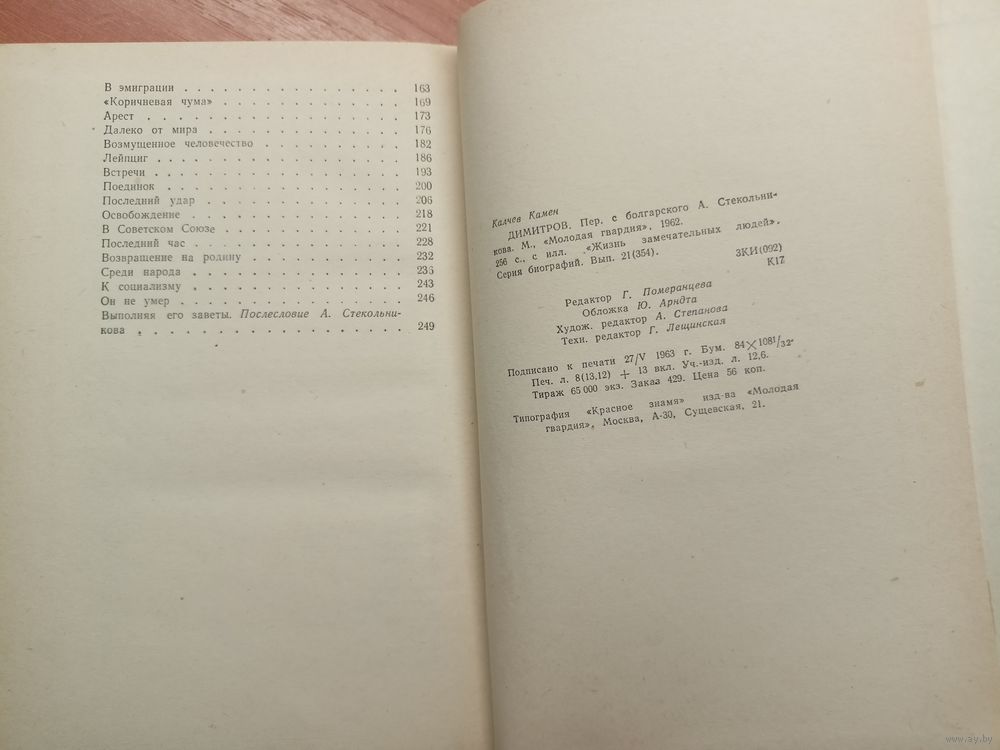 В эмиграции . . . . . . . . . . . . . . . . 163
«Коричневая чума» . . . . . . . . . . . . . 169
Арест . . . . . . . . . . . . . . . . . . 173
Далеко от мира . . . . . . . . . . . . . . 176
Возмущенное человечество . . . . . . . . . . 182
Лейпциг . . . . . . . . . . . . . . . . . 186
Встречи . . . . . . . . . . . . . . . . . 193
Поединок . . . . . . . . . . . . . . . . . 200
Последний удар . . . . . . . . . . . . . . 206
Освобождение . . . . . . . . . . . . . . . 218
В Советском Союзе . . . . . . . . . . . . . 221
Последний час . . . . . . . . . . . . . . . 228
Возвращение на родину . . . . . . . . . . . 232
Среди народа . . . . . . . . . . . . . . . 235
К социализму . . . . . . . . . . . . . . . 243
Он не умер . . . . . . . . . . . . . . . . 246
Выполняя его заветы. Послесловие А. Стекольни-
кова . . . . . . . . . . . . . . . . . . 249
Калчев Камен
ДИМИТРОВ. Пер. с болгарского А. Стекольни-
кова. М., «Молодая гвардия», 1962.
256 с., с илл. «Жизнь замечательных людей».
Серия биографий. Вып. 21(354).
3КИ(092)
К17
Редактор Г. Померанцева
Обложка Ю. Арндта
Худож. редактор А. Степанова
Техн. редактор Г. Лещинская
Подписано к печати 27/V 1963 г. Бум. 84×108¹/₃₂.
Печ. л. 8(13,12) + 13 вкл. Уч.-изд. л. 12,6.
Тираж 65 000 экз. Заказ 429. Цена 56 коп.
Типография «Красное знамя» изд-ва «Молодая
гвардия», Москва, А-30, Сущевская, 21.
www.ay.by